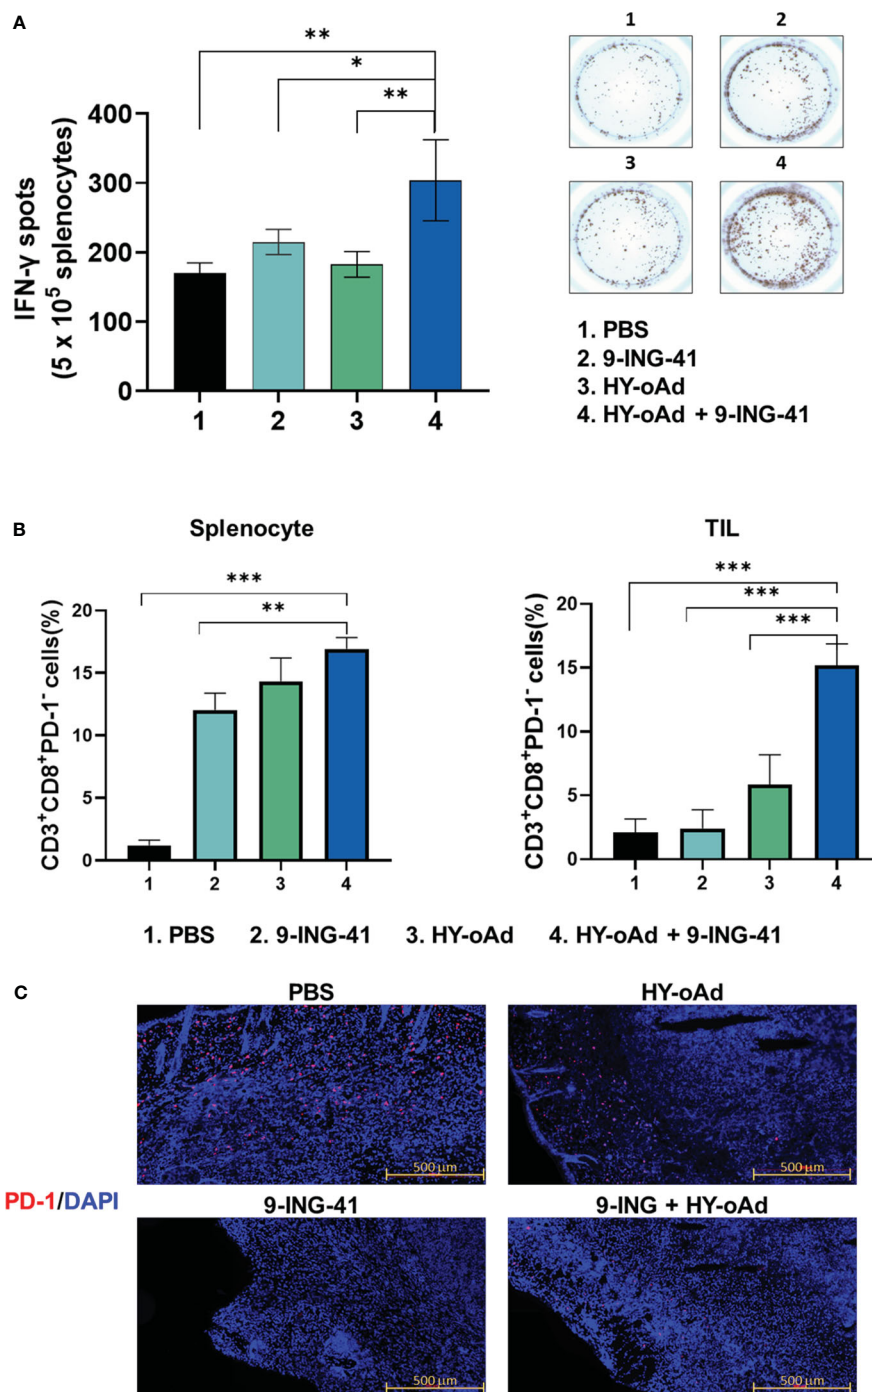 A
IFN-γ spots
(5 x 10⁵ splenocytes)
400
300
200
100
0
**
*
**
1
2
3
4
1
2
3
4
1. PBS
2. 9-ING-41
3. HY-oAd
4. HY-oAd + 9-ING-41
B
Splenocyte
CD3⁺CD8⁺PD-1⁻ cells(%)
20
15
10
5
0
***
**
1
2
3
4
TIL
CD3⁺CD8⁺PD-1⁻ cells(%)
20
15
10
5
0
***
***
***
1
2
3
4
1. PBS 2. 9-ING-41 3. HY-oAd 4. HY-oAd + 9-ING-41
C
PBS
HY-oAd
500 µm
500 µm
PD-1/DAPI
9-ING-41
9-ING + HY-oAd
500 µm
500 µm